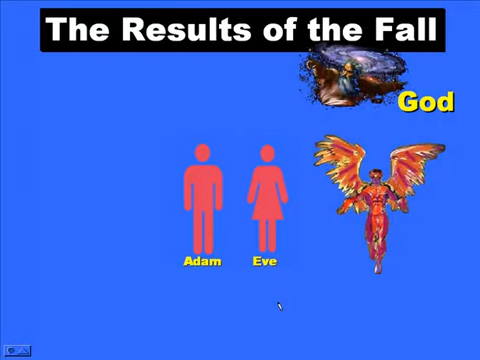 The Results of the Fall
God
Adam
Eve